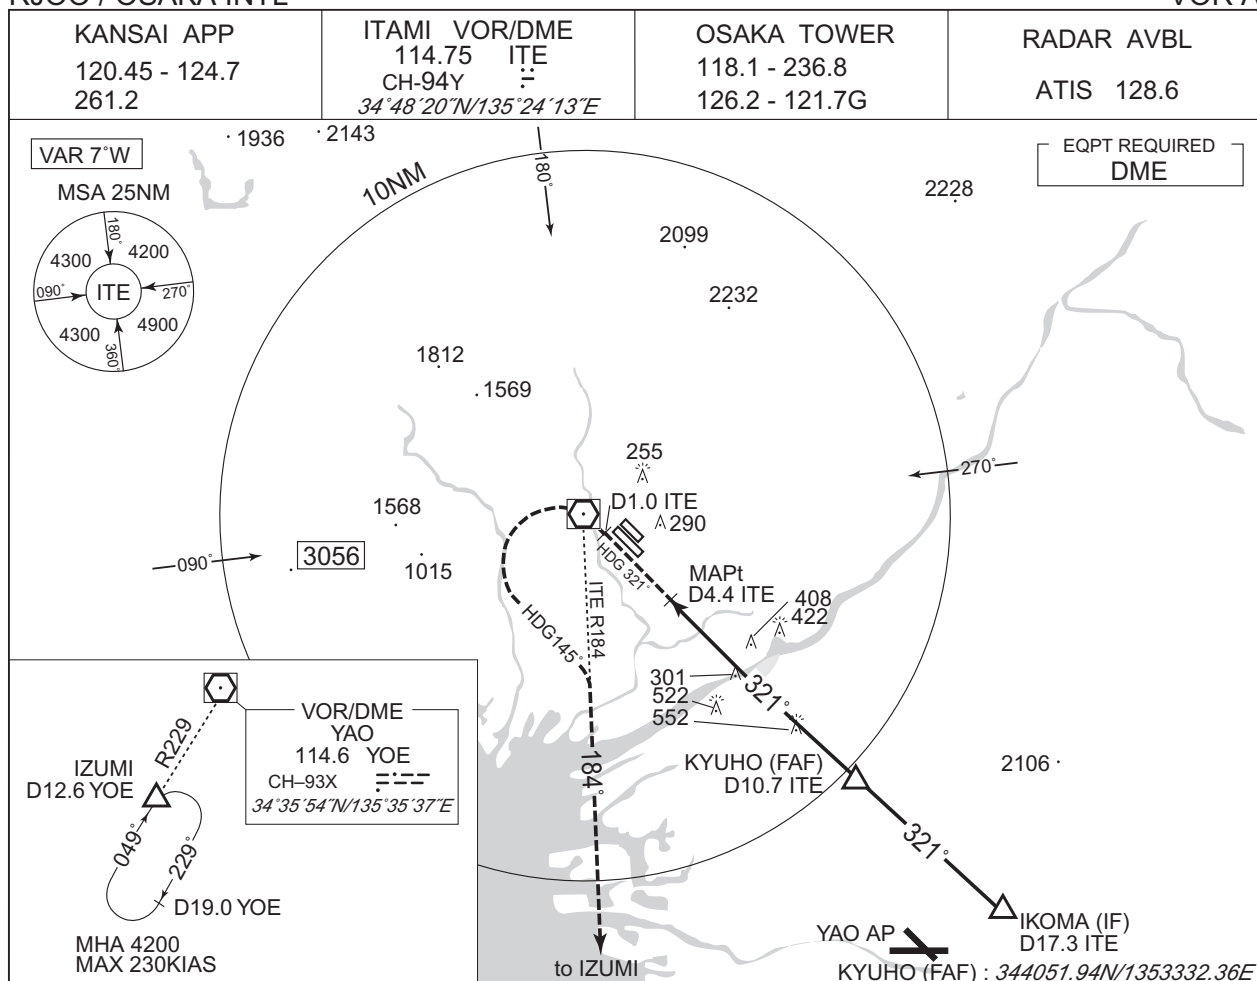 KANSAI APP
120.45 - 124.7
261.2
ITAMI VOR/DME
114.75 ITE
CH-94Y
34°48´20˝N/135°24´13˝E
OSAKA TOWER
118.1 - 236.8
126.2 - 121.7G
RADAR AVBL
ATIS 128.6
VAR 7°W
MSA 25NM
180°
4300
4200
090°
ITE
270°
4300
4900
360°
1936
2143
10NM
180°
EQPT REQUIRED
DME
2228
2099
2232
1812
1569
255
270°
1568
D1.0 ITE
290
090°
3056
1015
HDG 321°
MAPt
D4.4 ITE
408
422
ITE R184
HDG145°
301
522
552
321°
KYUHO (FAF)
D10.7 ITE
2106
184°
321°
IKOMA (IF)
D17.3 ITE
YAO AP
to IZUMI
KYUHO (FAF) : 344051.94N/1353332.36E
R229
VOR/DME
YAO
114.6 YOE
CH–93X
34°35´54˝N/135°35´37˝E
IZUMI
D12.6 YOE
049°
229°
D19.0 YOE
MHA 4200
MAX 230KIAS